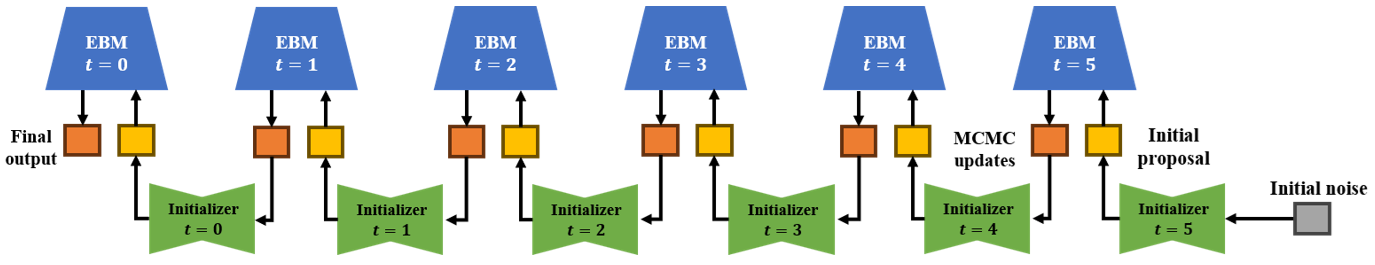 EBM
t = 0
EBM
t = 1
EBM
t = 2
EBM
t = 3
EBM
t = 4
EBM
t = 5
Final
output
MCMC
updates
Initial
proposal
Initial noise
Initializer
t = 0
Initializer
t = 1
Initializer
t = 2
Initializer
t = 3
Initializer
t = 4
Initializer
t = 5